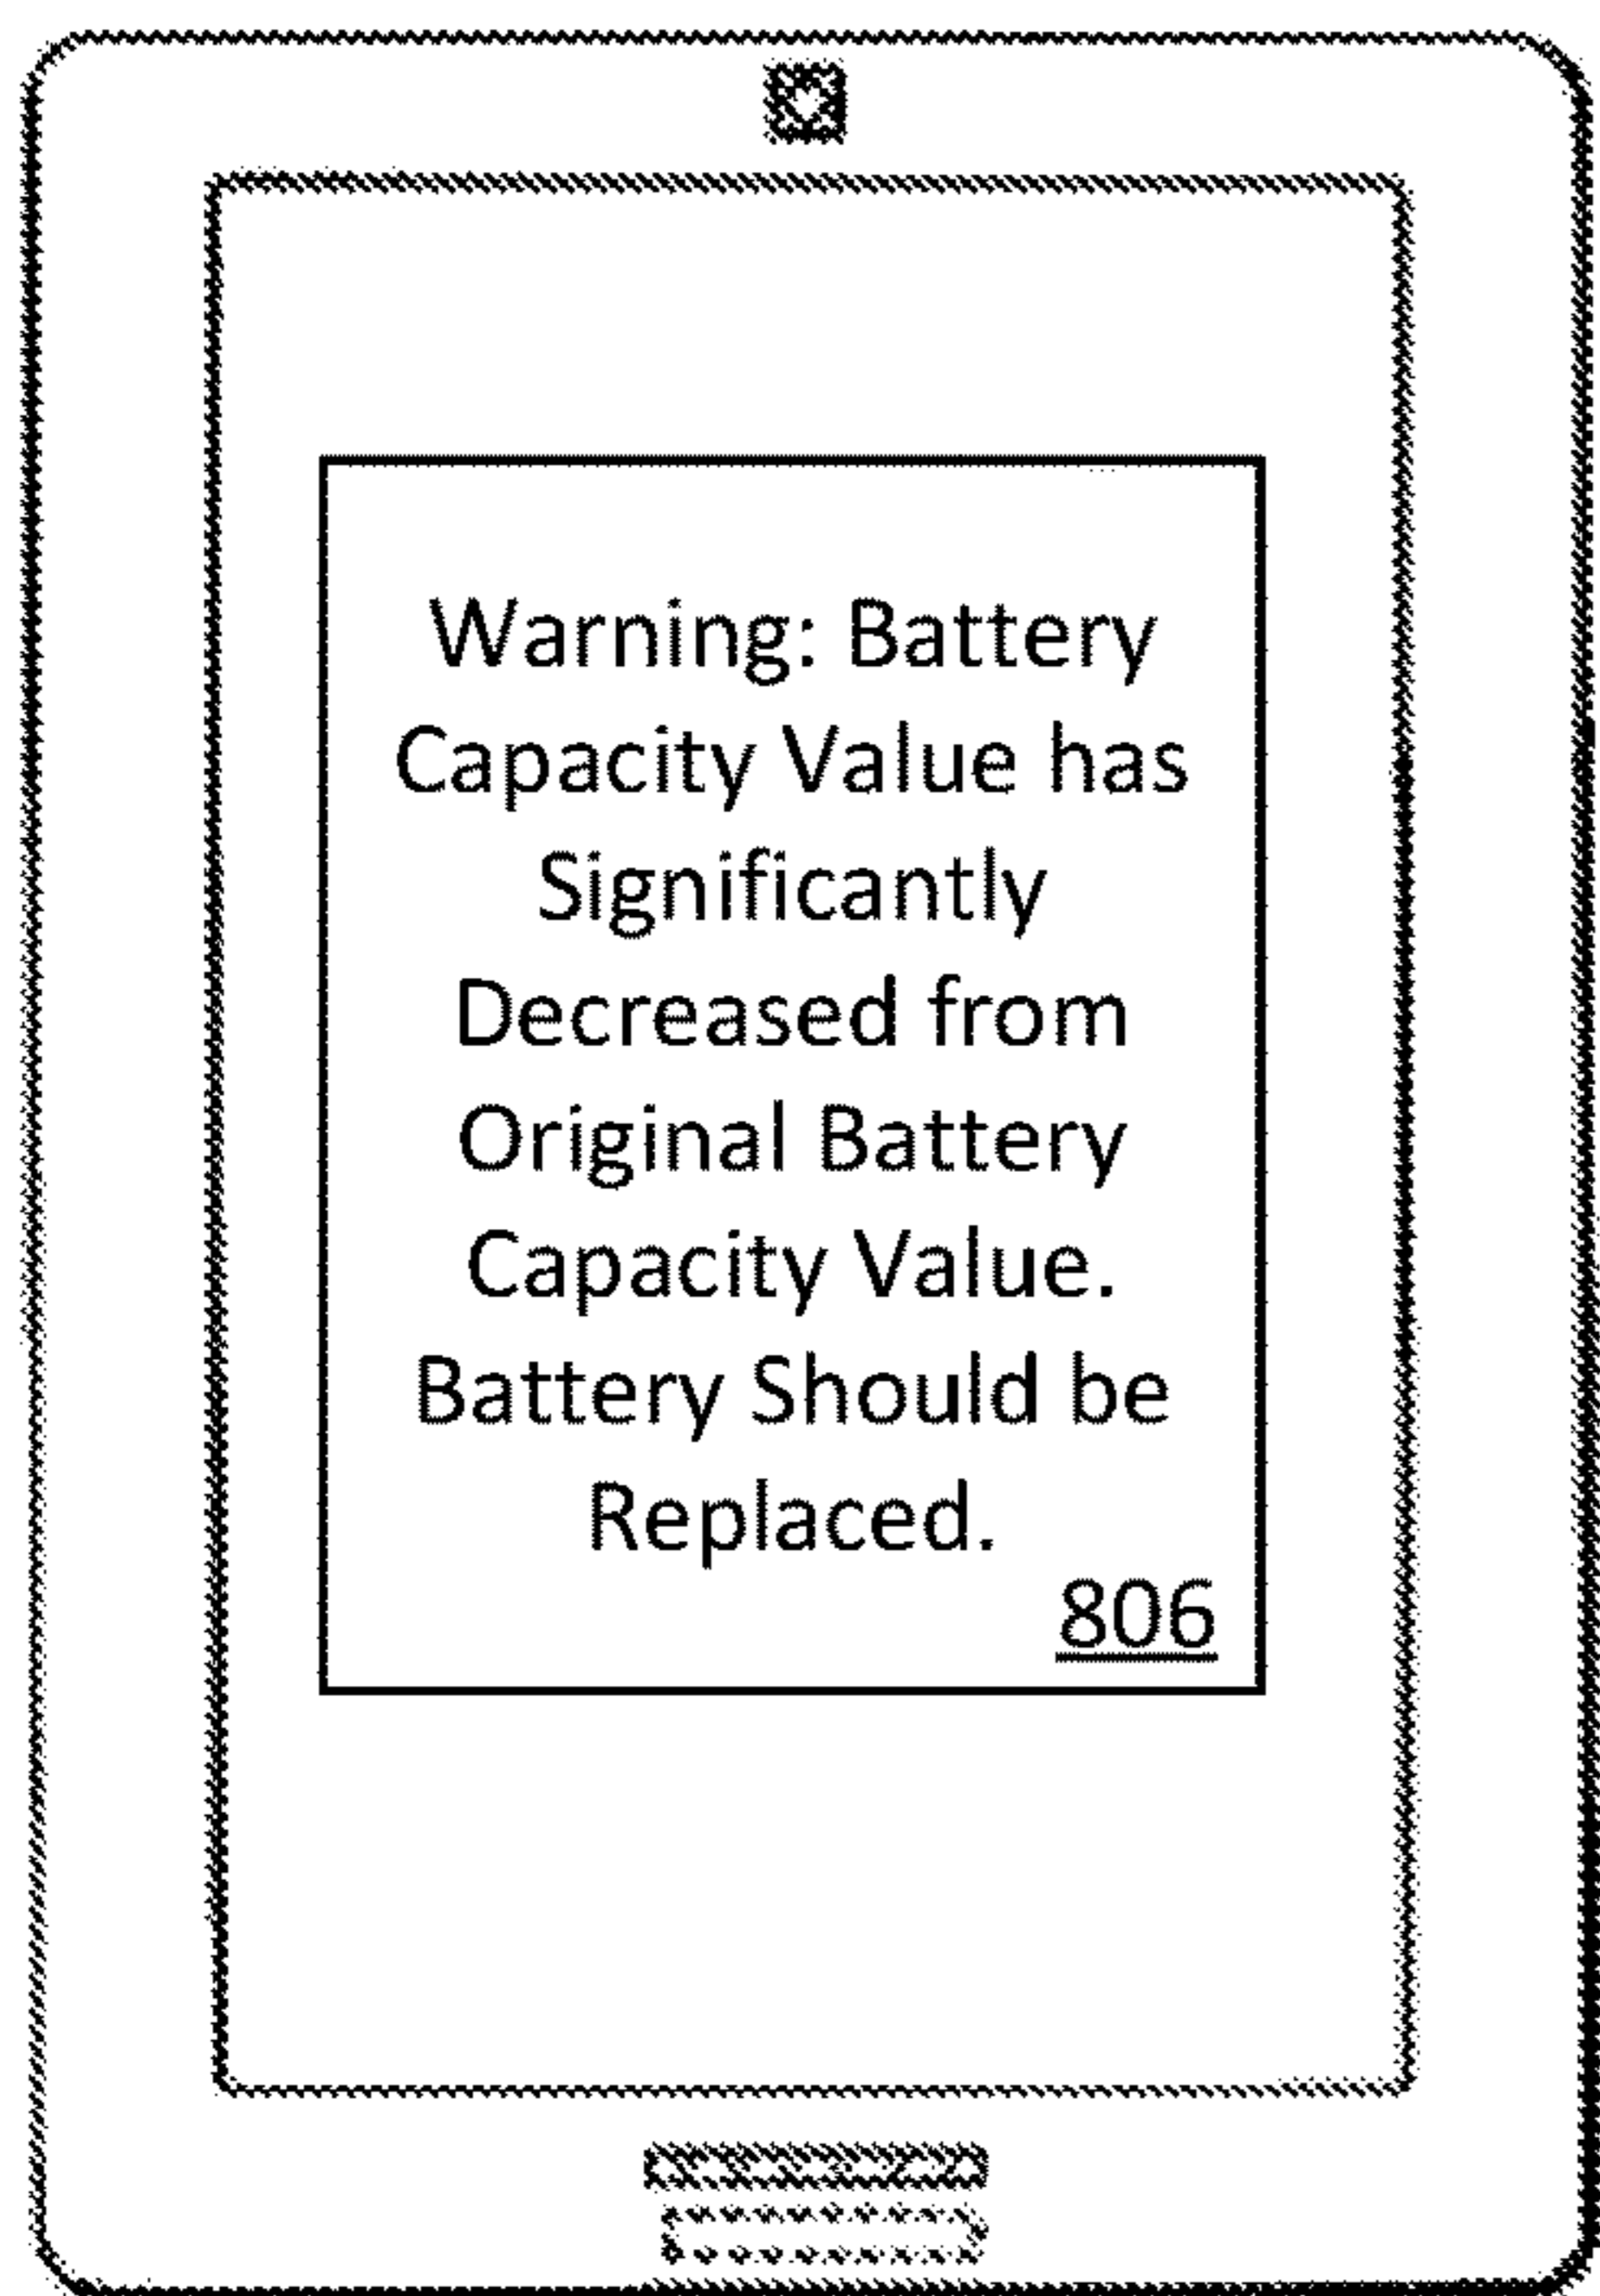 Warning: Battery
Capacity Value has
Significantly
Decreased from
Original Battery
Capacity Value.
Battery Should be
Replaced.
806